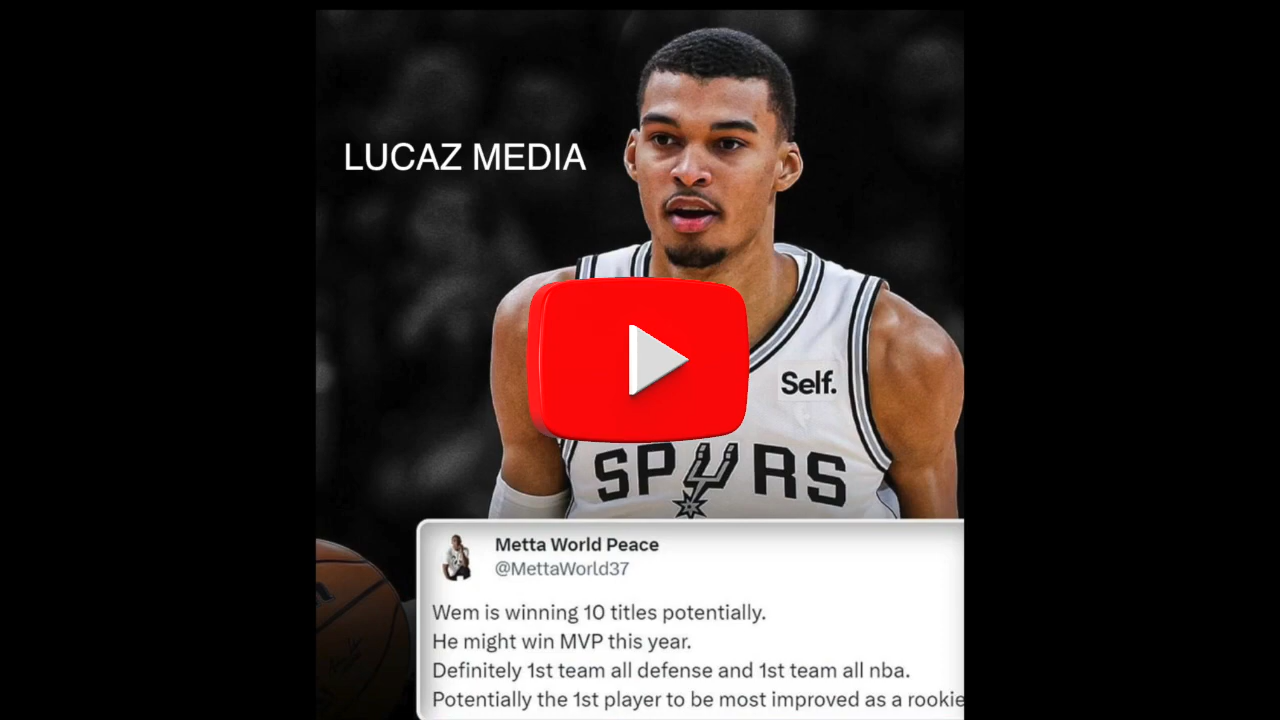 LUCAZ MEDIA
Self.
SPURS
Metta World Peace
@MettaWorld37
Wem is winning 10 titles potentially.
He might win MVP this year.
Definitely 1st team all defense and 1st team all nba.
Potentially the 1st player to be most improved as a rookie